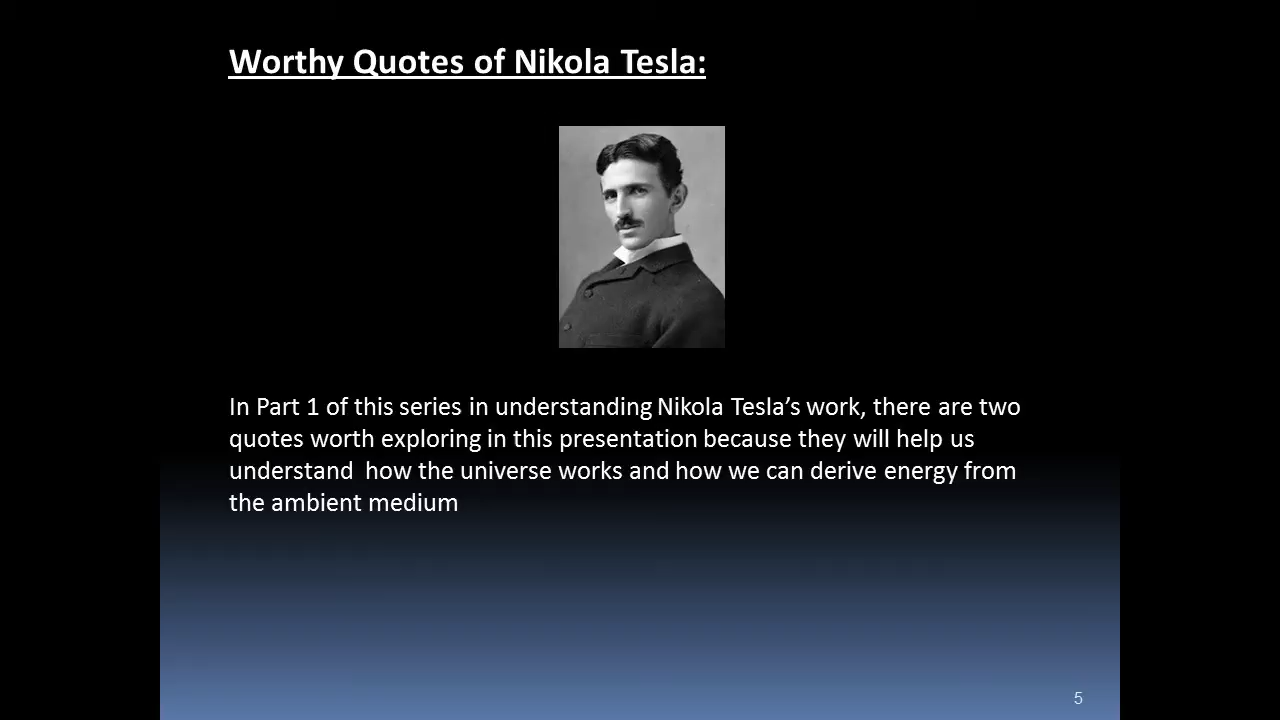 Worthy Quotes of Nikola Tesla:
In Part 1 of this series in understanding Nikola Tesla’s work, there are two
quotes worth exploring in this presentation because they will help us
understand  how the universe works and how we can derive energy from
the ambient medium
5